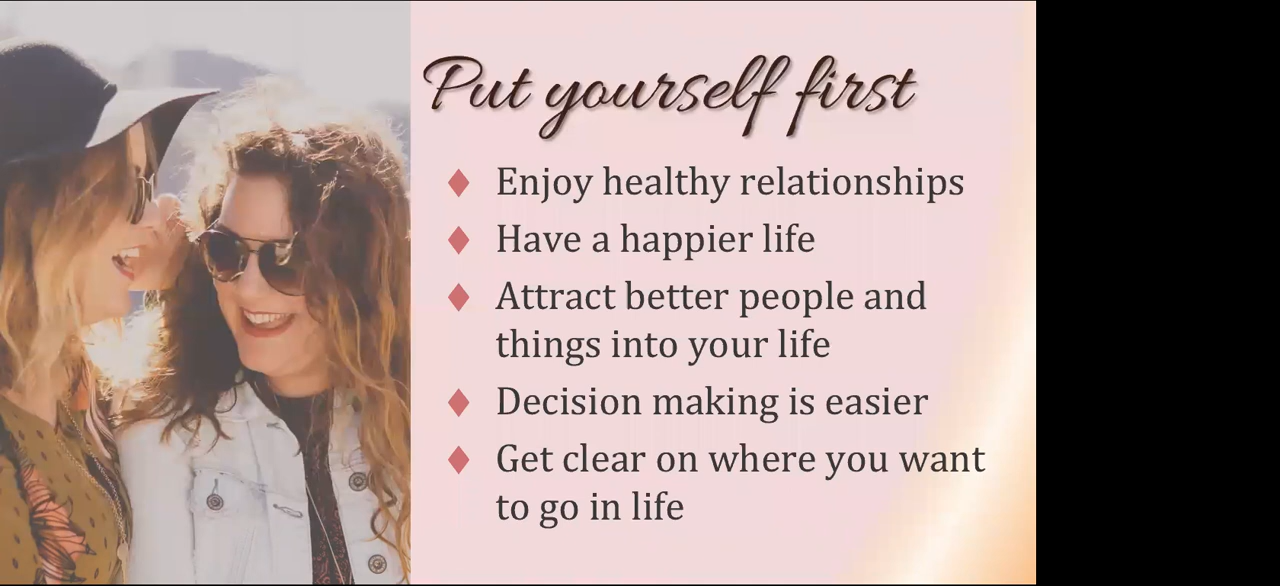 Put yourself first
Enjoy healthy relationships
Have a happier life
Attract better people and
things into your life
Decision making is easier
Get clear on where you want
to go in life